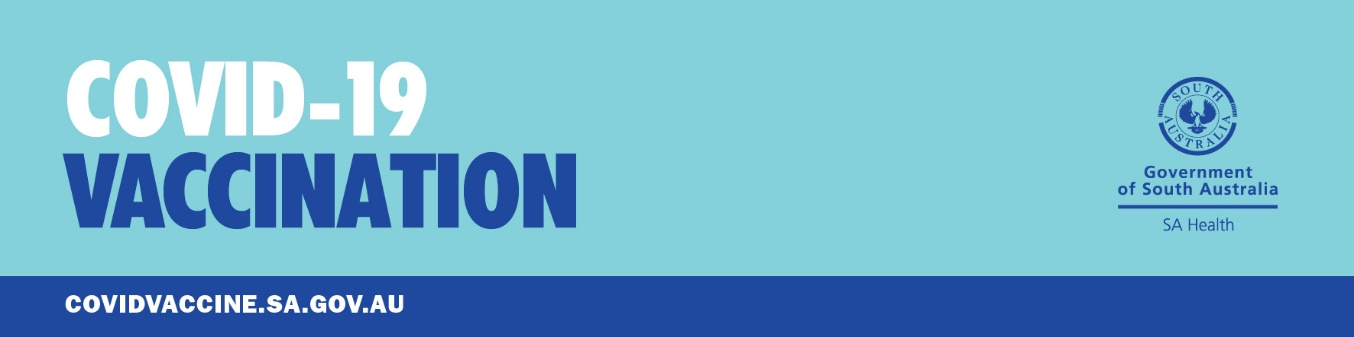 COVID-19
VACCINATION
SOUTH
AUSTRALIA
Government
of South Australia
SA Health
COVIDVACCINE.SA.GOV.AU